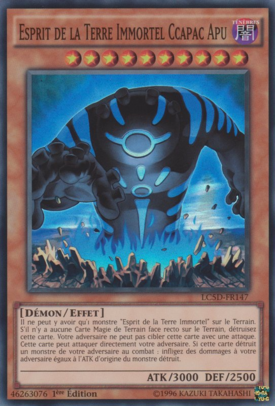 ESPRIT DE LA TERRE IMMORTEL CCAPAC APU
TÉNÈBRES
闇
LC5D-FR147
[DÉMON/EFFET]
Il ne peut y avoir qu'1 monstre "Esprit de la Terre Immortel" sur le Terrain.
S'il n'y a aucune Carte Magie de Terrain face recto sur le Terrain, détruisez
cette carte. Votre adversaire ne peut pas cibler cette carte avec une attaque.
Cette carte peut attaquer directement votre adversaire. Si cette carte détruit
un monstre de votre adversaire au combat : infligez des dommages à votre
adversaire égaux à l'ATK d'origine du monstre détruit.
ATK/3000 DEF/2500
46263076 1ère Édition ©1996 KAZUKI TAKAHASHI